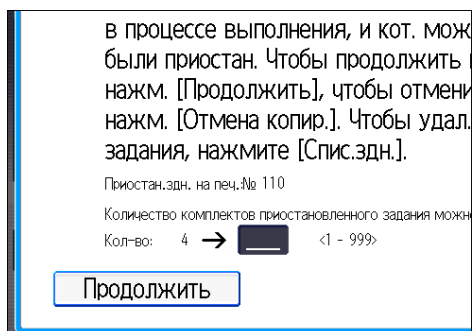 в процессе выполнения, и кот. мож
были приостан. Чтобы продолжить
нажм. [Продолжить], чтобы отмени
нажм. [Отмена копир.]. Чтобы удал.
задания, нажмите [Спис.здн.].
Приостан.здн. на печ.:№ 110
Количество комплектов приостановленного задания можн
Кол-во: 4 → <1 - 999>
Продолжить